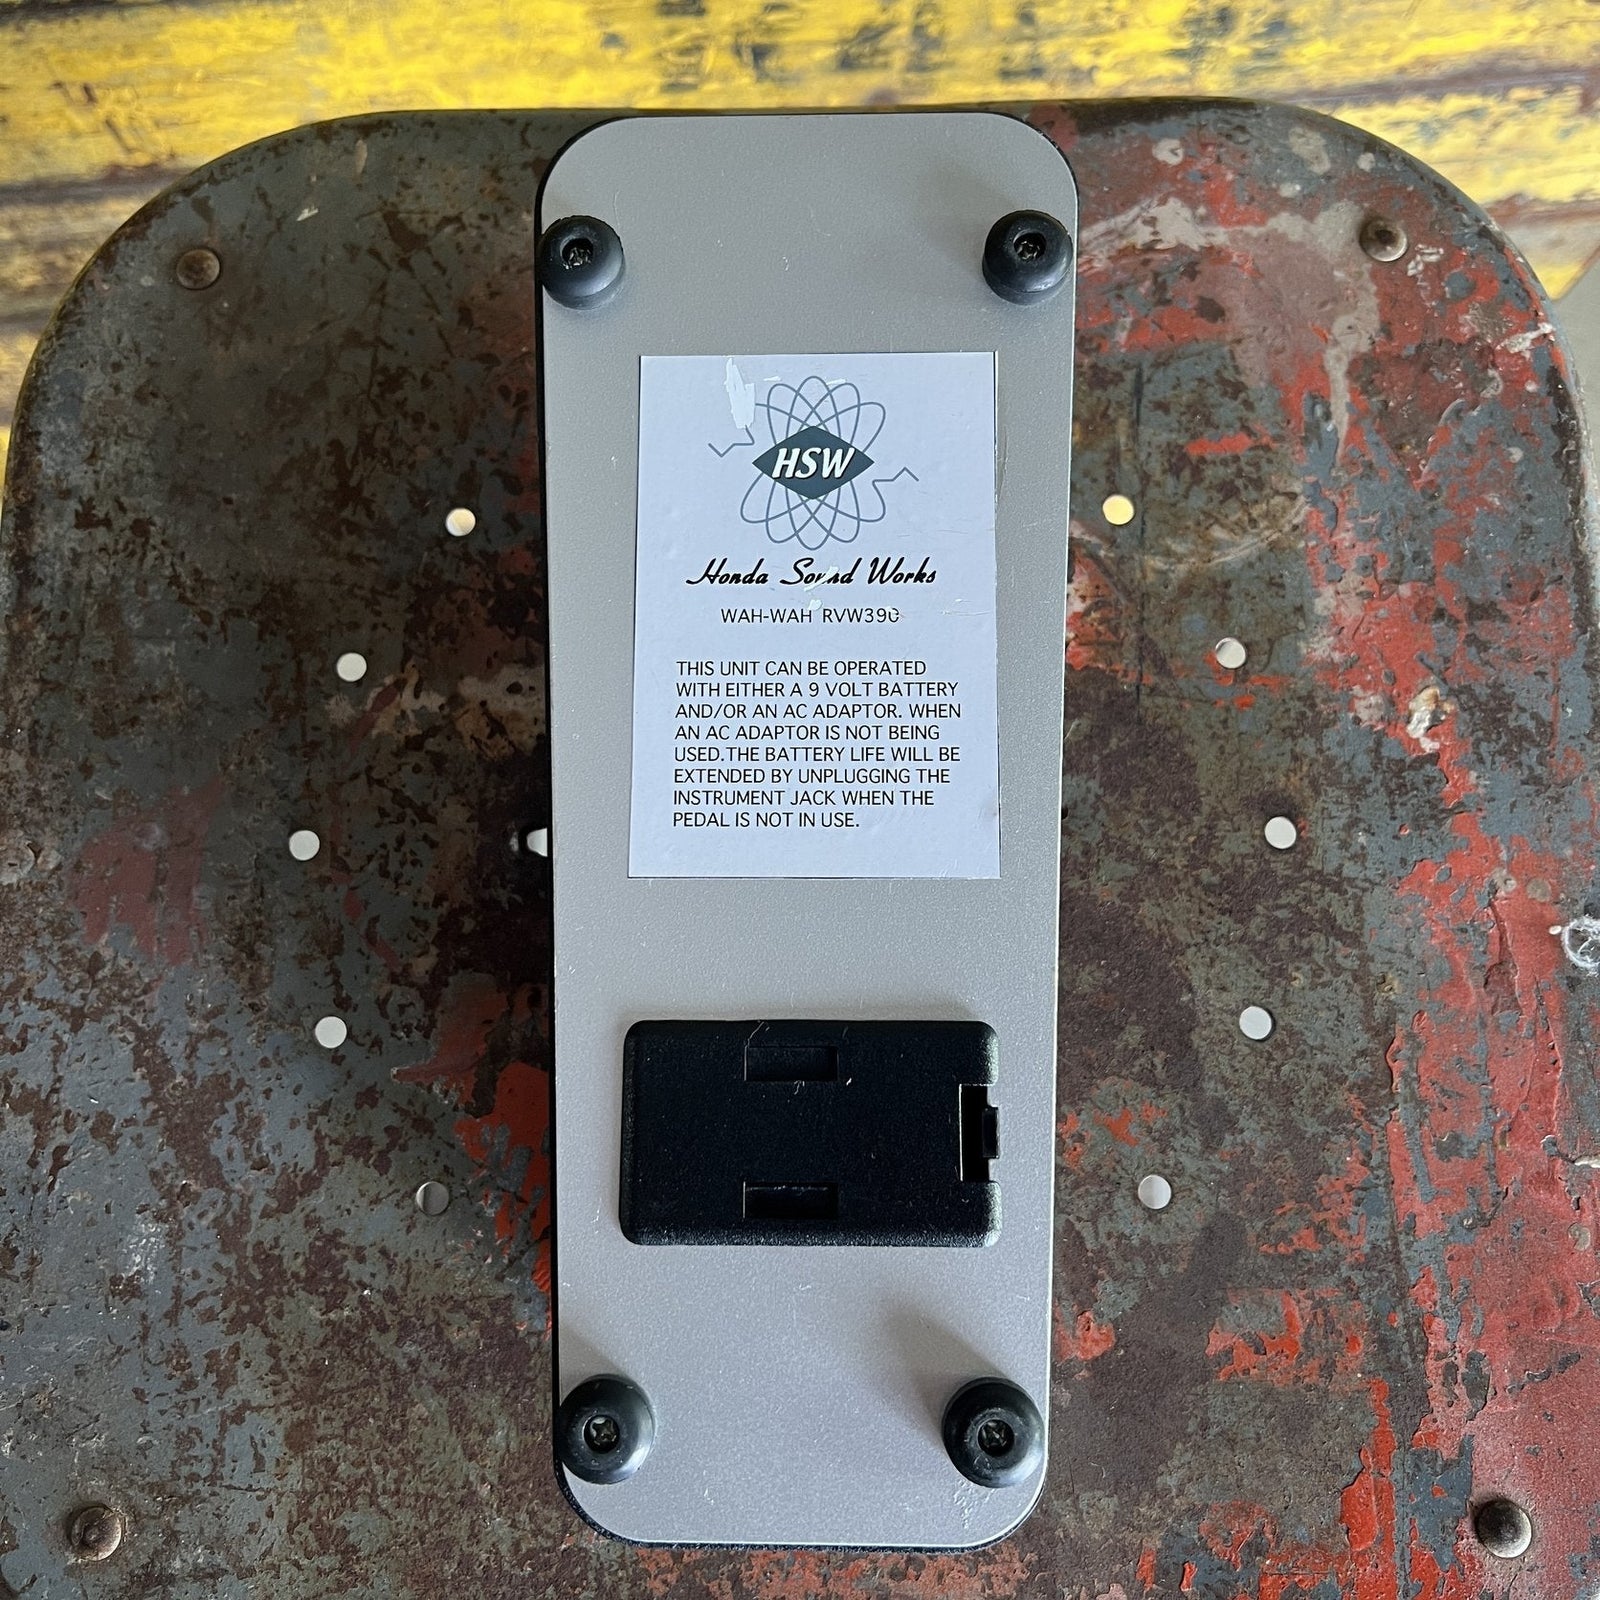 HSW
Honda Sound Works
WAH-WAH RVW390
THIS UNIT CAN BE OPERATED
WITH EITHER A 9 VOLT BATTERY
AND/OR AN AC ADAPTOR. WHEN
AN AC ADAPTOR IS NOT BEING
USED.THE BATTERY LIFE WILL BE
EXTENDED BY UNPLUGGING THE
INSTRUMENT JACK WHEN THE
PEDAL IS NOT IN USE.